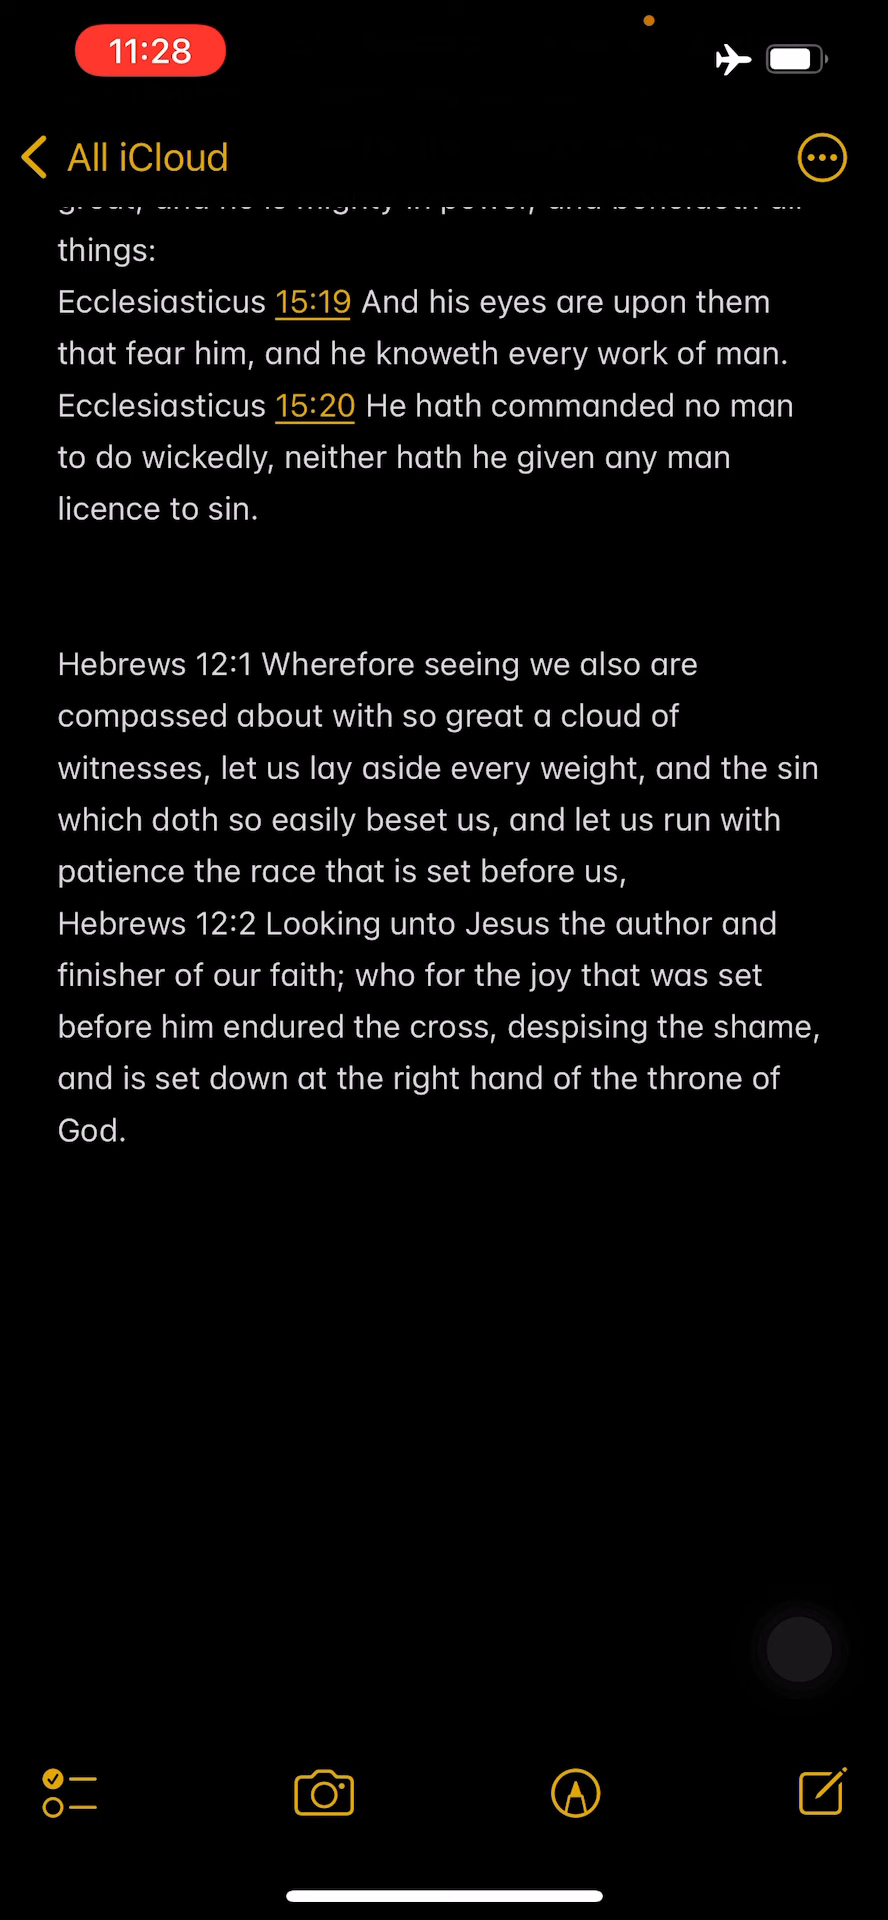 11:28
All iCloud
things:
Ecclesiasticus 15:19 And his eyes are upon them
that fear him, and he knoweth every work of man.
Ecclesiasticus 15:20 He hath commanded no man
to do wickedly, neither hath he given any man
licence to sin.
Hebrews 12:1 Wherefore seeing we also are
compassed about with so great a cloud of
witnesses, let us lay aside every weight, and the sin
which doth so easily beset us, and let us run with
patience the race that is set before us,
Hebrews 12:2 Looking unto Jesus the author and
finisher of our faith; who for the joy that was set
before him endured the cross, despising the shame,
and is set down at the right hand of the throne of
God.